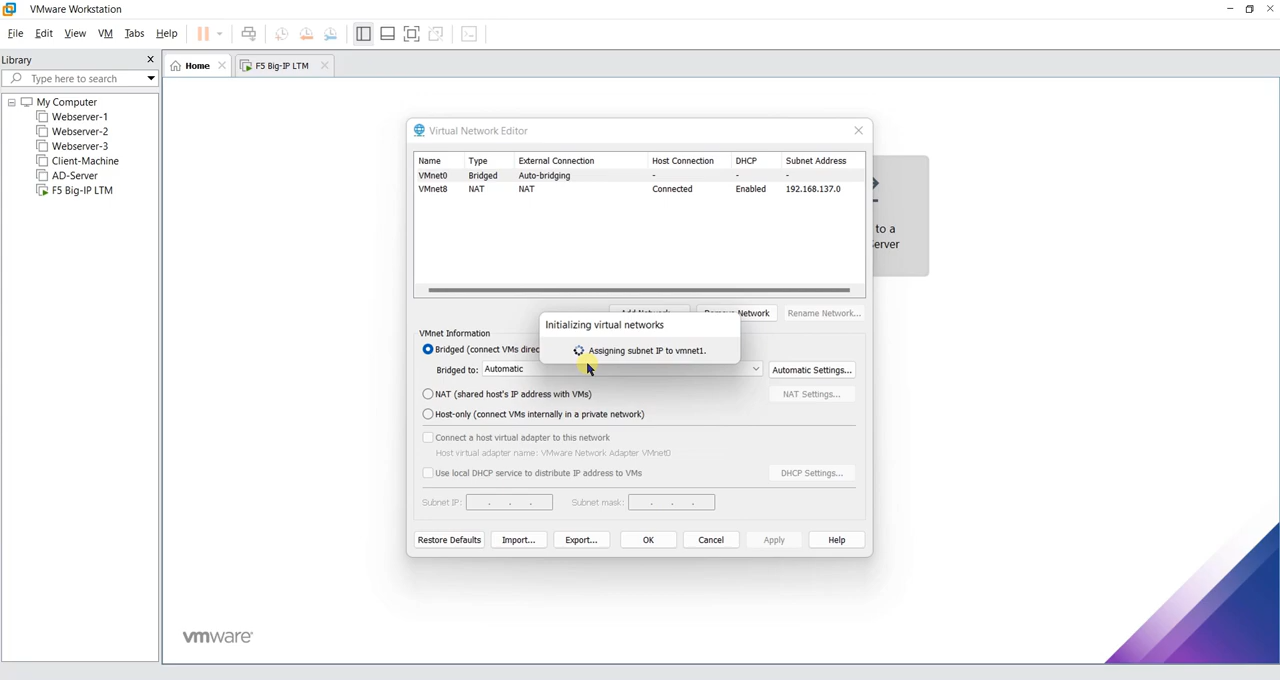 VMware Workstation
File Edit View VM Tabs Help
Library
Home F5 Big-IP LTM
Type here to search
My Computer
Webserver-1
Webserver-2
Webserver-3
Client-Machine
AD-Server
F5 Big-IP LTM
Virtual Network Editor
Name Type External Connection Host Connection DHCP Subnet Address
VMnet0 Bridged Auto-bridging - - -
VMnet8 NAT NAT Connected Enabled 192.168.137.0
to a
Server
Add Network... Remove Network Rename Network...
Initializing virtual networks
Assigning subnet IP to vmnet1.
VMnet Information
Bridged (connect VMs direc
Bridged to: Automatic Automatic Settings...
NAT (shared host's IP address with VMs) NAT Settings...
Host-only (connect VMs internally in a private network)
Connect a host virtual adapter to this network
Host virtual adapter name: VMware Network Adapter VMnet0
Use local DHCP service to distribute IP address to VMs DHCP Settings...
Subnet IP: . . . Subnet mask: . . .
Restore Defaults Import... Export... OK Cancel Apply Help
vmware